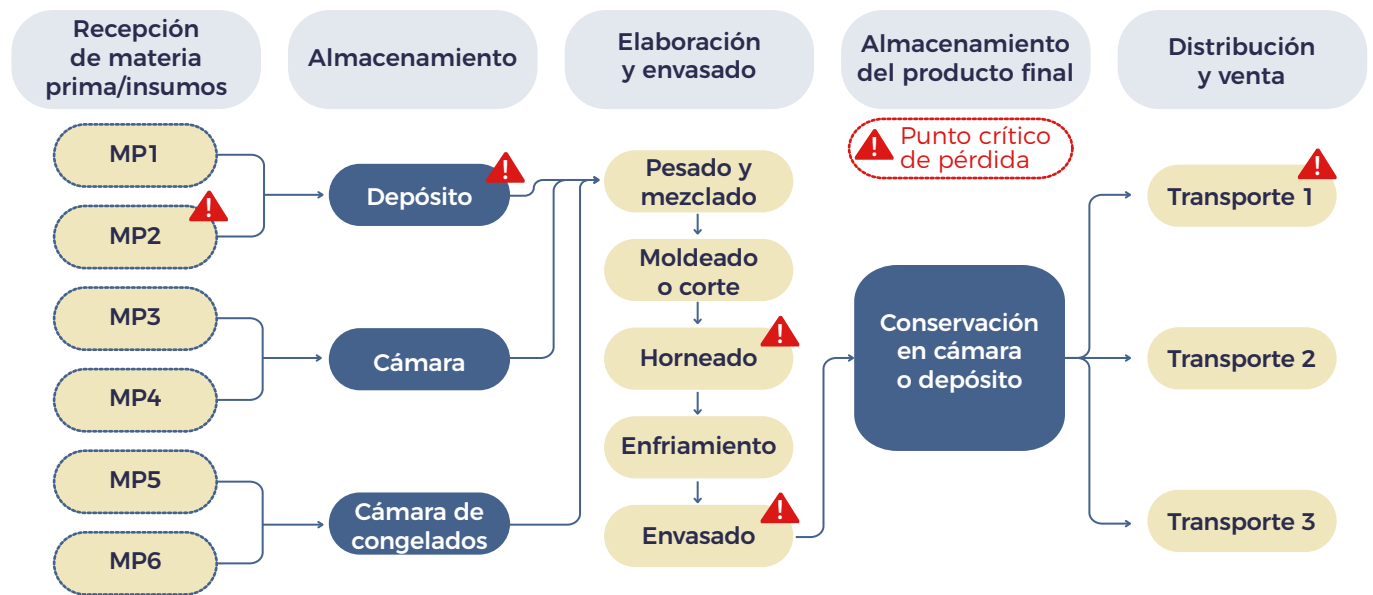 Recepción
de materia
prima/insumos
Almacenamiento
Elaboración
y envasado
Almacenamiento
del producto final
Distribución
y venta
MP1
MP2
MP3
MP4
MP5
MP6
Depósito
Cámara
Cámara de
congelados
Pesado y
mezclado
Moldeado
o corte
Horneado
Enfriamiento
Envasado
Punto crítico
de pérdida
Conservación
en cámara
o depósito
Transporte 1
Transporte 2
Transporte 3